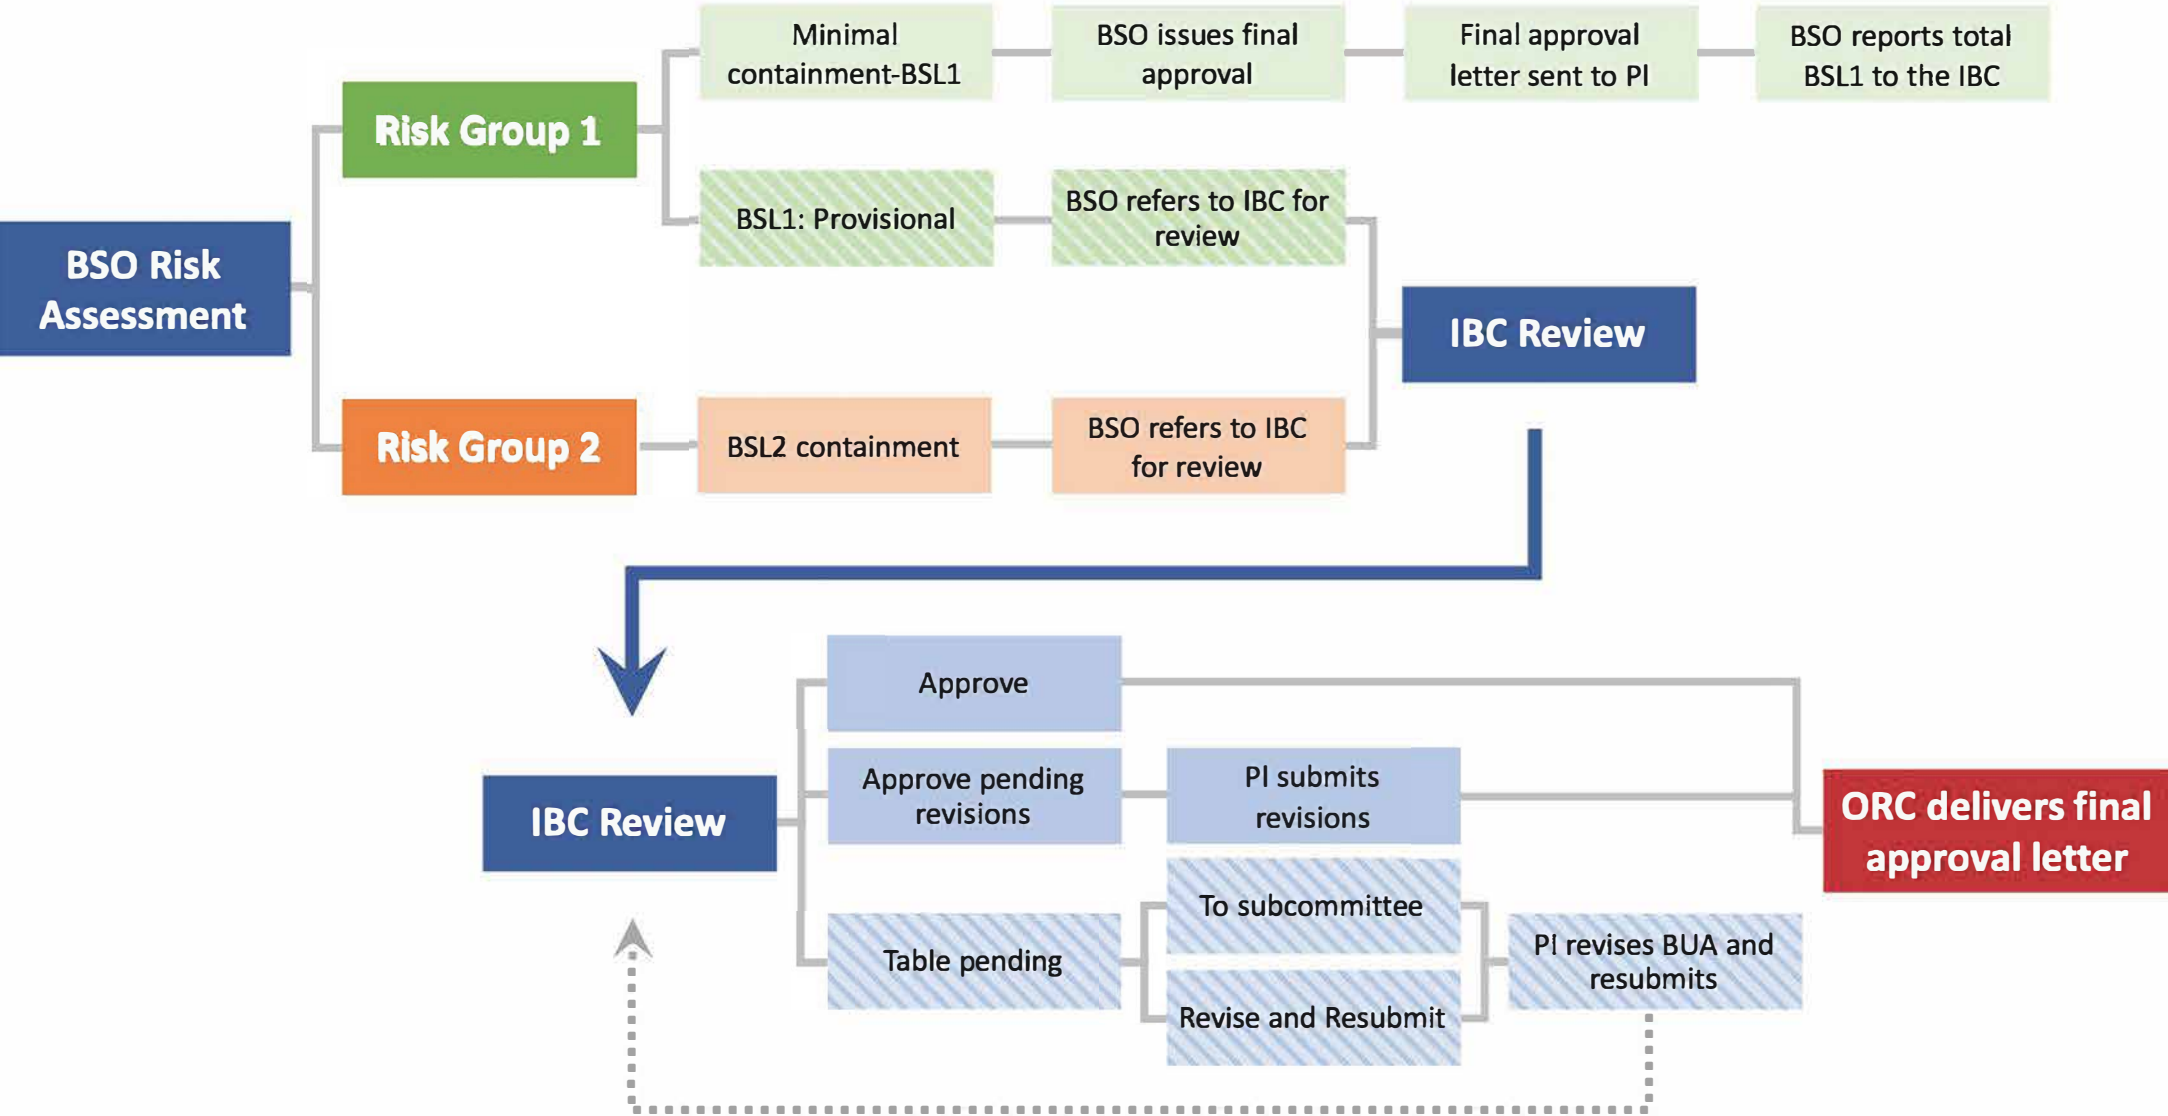 Minimal
containment-BSL1
BSO issues final
approval
Final approval
letter sent to PI
BSO reports total
BSL1 to the IBC
Risk Group 1
BSL1: Provisional
BSO refers to IBC for
review
BSO Risk
Assessment
IBC Review
Risk Group 2
BSL2 containment
BSO refers to IBC
for review
Approve
Approve pending
revisions
PI submits
revisions
IBC Review
ORC delivers final
approval letter
To subcommittee
Table pending
PI revises BUA and
resubmits
Revise and Resubmit